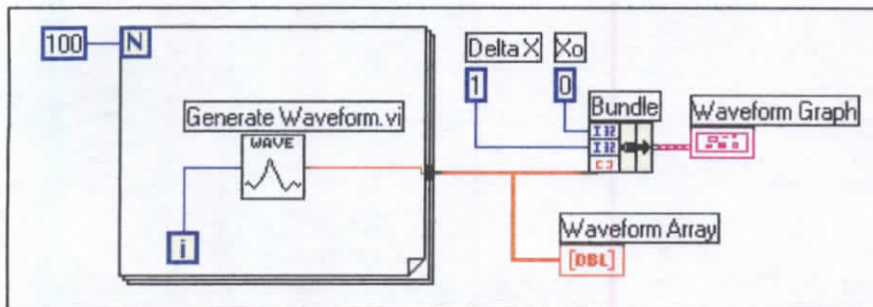 100
N
Delta X
Xo
1
0
Bundle
I32
I32
[ ]
Waveform Graph
Generate Waveform.vi
WAVE
i
Waveform Array
[DBL]